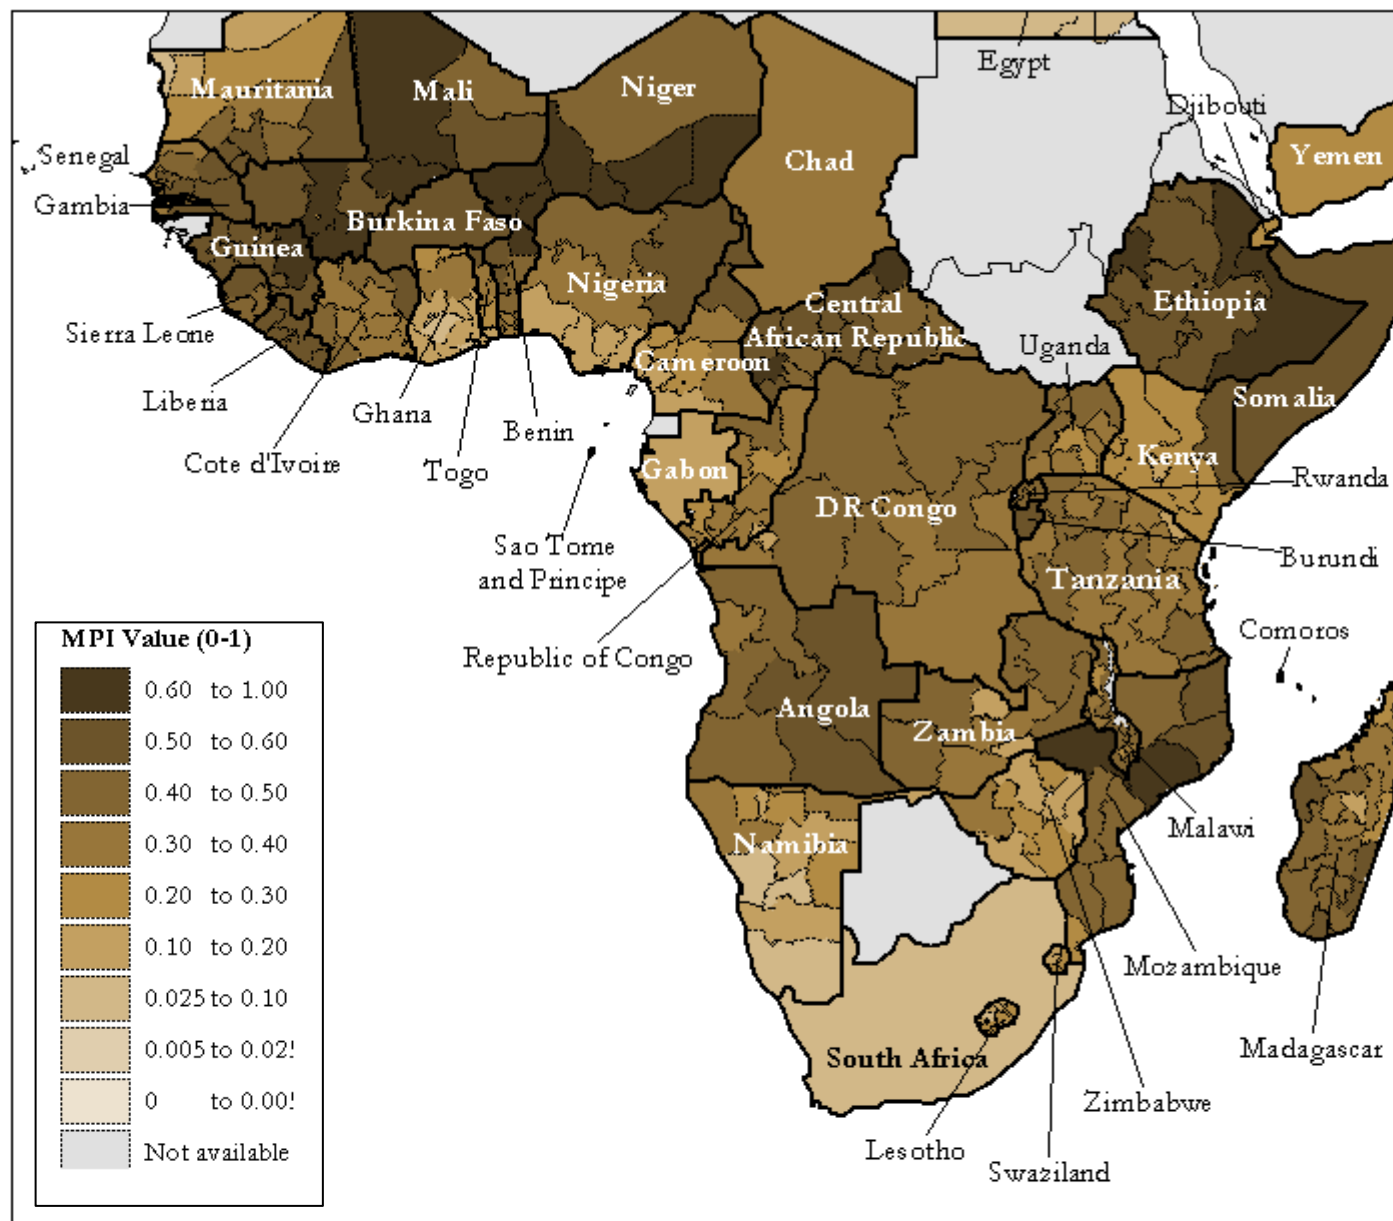 Egypt
Mauritania
Mali
Niger
Djibouti
Senegal
Chad
Yemen
Gambia
Burkina Faso
Guinea
Nigeria
Central
African Republic
Ethiopia
Sierra Leone
Uganda
Cameroon
Liberia
Ghana
Somalia
Benin
Cote d'Ivoire
Togo
Gabon
Kenya
Rwanda
DR Congo
Sao Tome
and Principe
Burundi
Tanzania
Republic of Congo
Comoros
MPI Value (0-1)
0.60 to 1.00
0.50 to 0.60
0.40 to 0.50
0.30 to 0.40
0.20 to 0.30
0.10 to 0.20
0.025 to 0.10
0.005 to 0.02
0 to 0.00
Not available
Angola
Zambia
Malawi
Namibia
Mozambique
Madagascar
South Africa
Zimbabwe
Lesotho
Swaziland